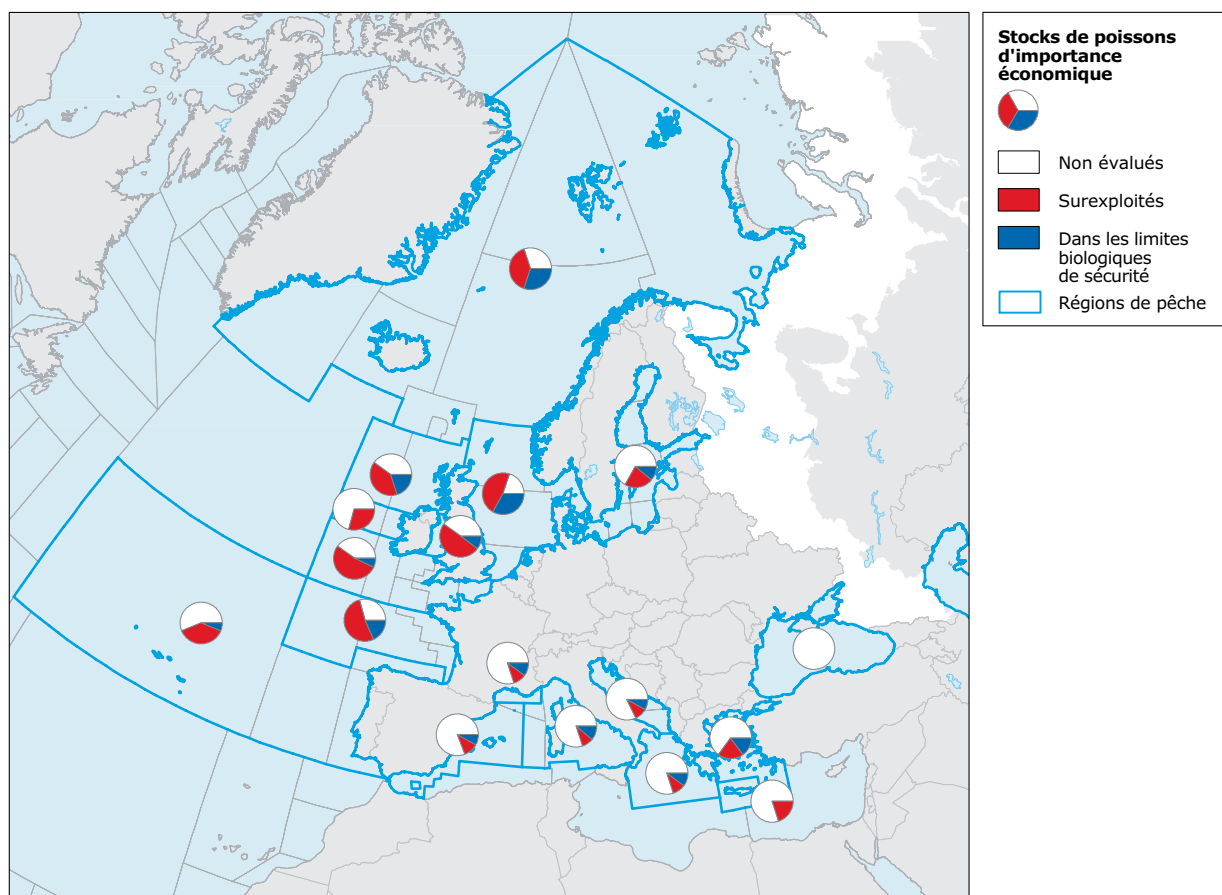 Stocks de poissons
d'importance
économique
Non évalués
Surexploités
Dans les limites
biologiques
de sécurité
Régions de pêche